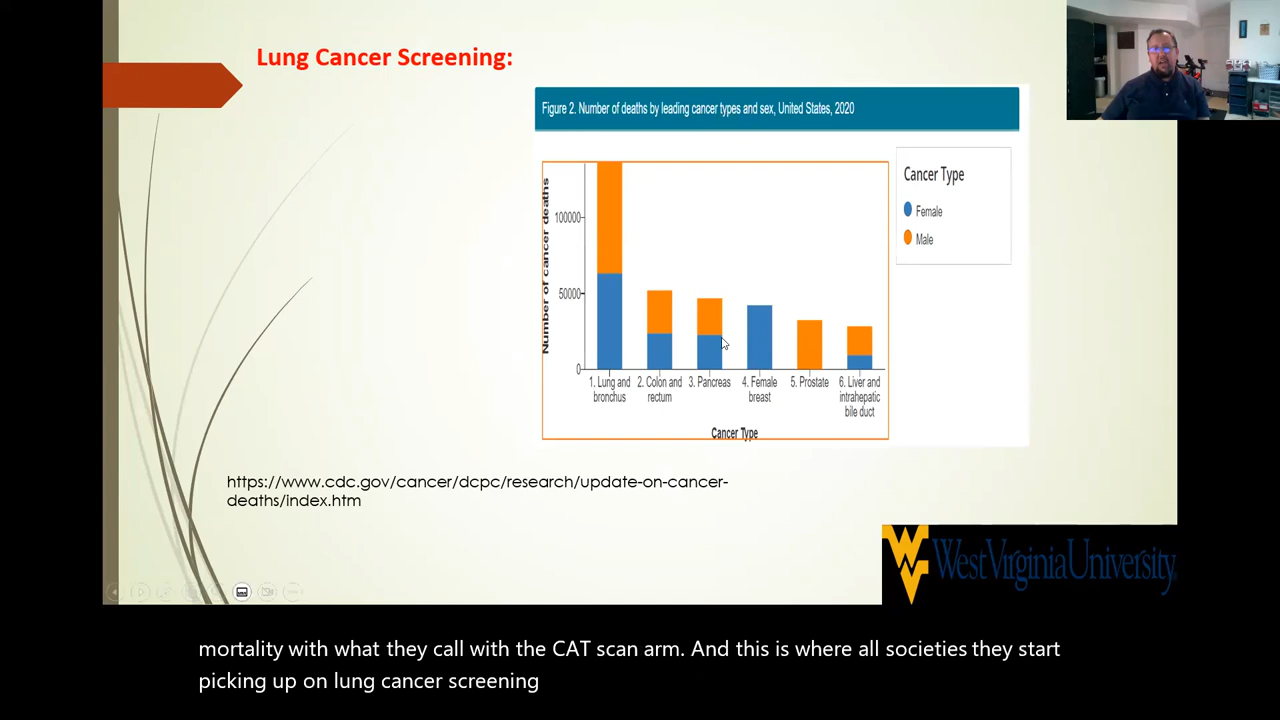 Lung Cancer Screening:
Figure 2. Number of deaths by leading cancer types and sex, United States, 2020
Number of cancer deaths
100000
50000
0
1. Lung and
bronchus
2. Colon and
rectum
3. Pancreas
4. Female
breast
5. Prostate
6. Liver and
intrahepatic
bile duct
Cancer Type
Cancer Type
Female
Male
https://www.cdc.gov/cancer/dcpc/research/update-on-cancer-
deaths/index.htm
WestVirginiaUniversity
mortality with what they call with the CAT scan arm. And this is where all societies they start
picking up on lung cancer screening